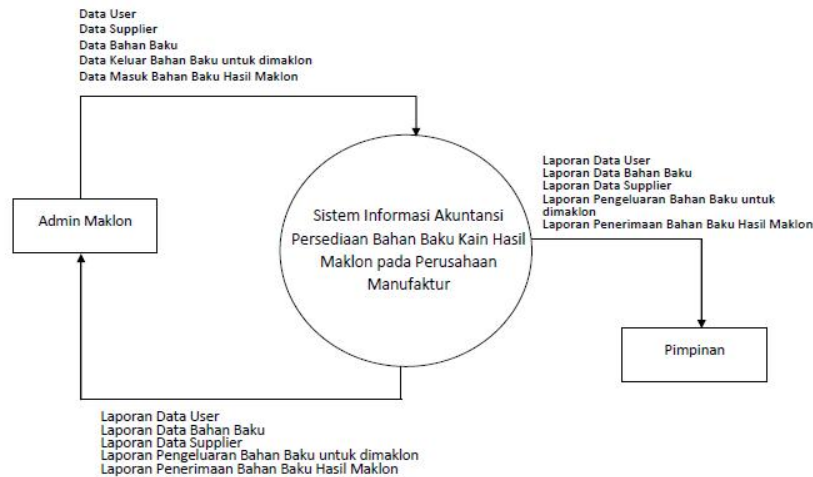 Data User
Data Supplier
Data Bahan Baku
Data Keluar Bahan Baku untuk dimaklon
Data Masuk Bahan Baku Hasil Maklon
Admin Maklon
Sistem Informasi Akuntansi
Persediaan Bahan Baku Kain Hasil
Maklon pada Perusahaan
Manufaktur
Laporan Data User
Laporan Data Bahan Baku
Laporan Data Supplier
Laporan Pengeluaran Bahan Baku untuk
dimaklon
Laporan Penerimaan Bahan Baku Hasil Maklon
Pimpinan
Laporan Data User
Laporan Data Bahan Baku
Laporan Data Supplier
Laporan Pengeluaran Bahan Baku untuk dimaklon
Laporan Penerimaan Bahan Baku Hasil Maklon